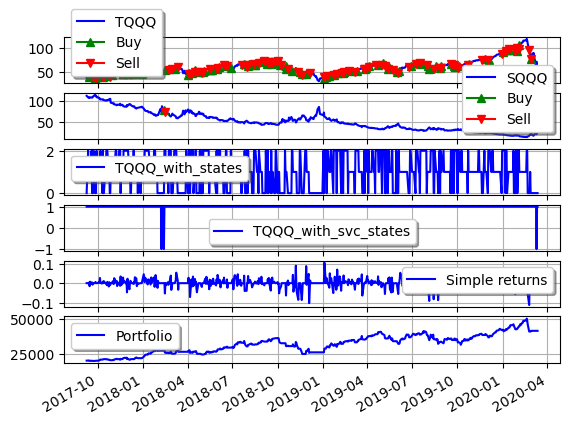 TQQQ
Buy
Sell
100
50
SQQQ
Buy
Sell
100
50
2
TQQQ_with_states
0
1
TQQQ_with_svc_states
−1
0.1
Simple returns
0.0
−0.1
50000
Portfolio
25000
2017-10 2018-01 2018-04 2018-07 2018-10 2019-01 2019-04 2019-07 2019-10 2020-01 2020-04